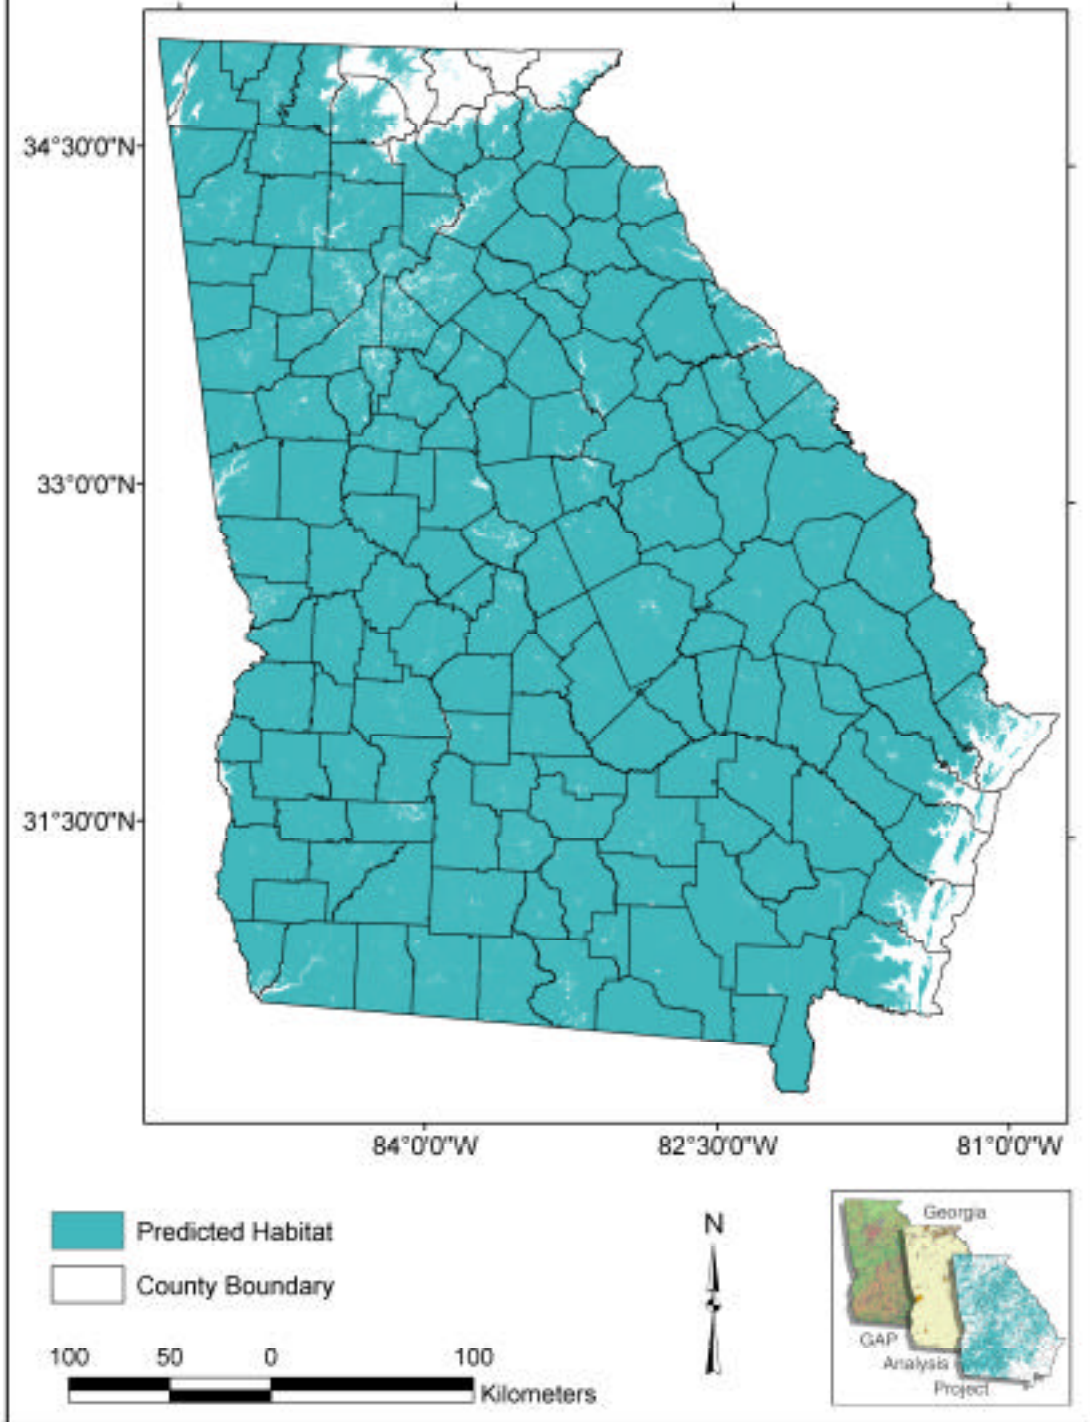 34°30'0"N
33°0'0"N
31°30'0"N
84°0'0"W 82°30'0"W 81°0'0"W
Predicted Habitat
County Boundary
N
100 50 0 100
Kilometers
Georgia
GAP
Analysis
Project